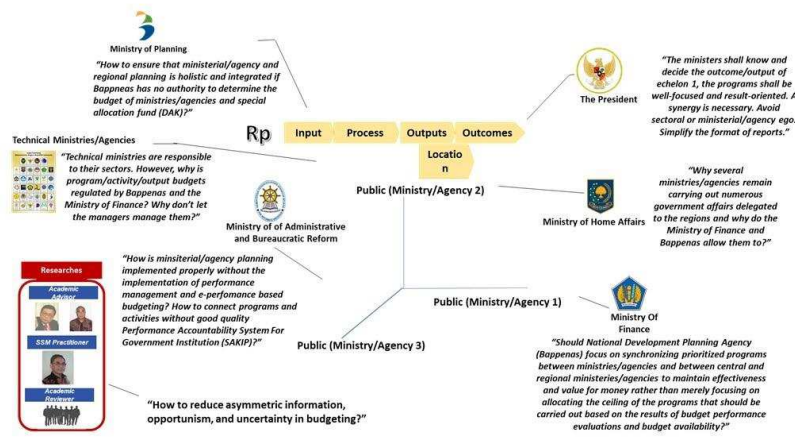 Ministry of Planning
"How to ensure that ministerial/agency and
regional planning is holistic and integrated if
Bappeneas has no authority to determine the
budget of ministries/agencies and special
allocation fund (DAK)?"
The President
"The ministers shall know and
decide the outcome/output of
echelon 1, the programs shall be
well-focused and result-oriented. A
synergy is necessary. Avoid
sectoral or ministerial/agency ego.
Simplify the format of reports."
Rp
Input
Process
Outputs
Outcomes
Locatio
n
Technical Ministries/Agencies
"Technical ministries are responsible
to their sectors. However, why is
program/activity/output budgets
regulated by Bappenas and the
Ministry of Finance? Why don't let
the managers manage them?"
Public (Ministry/Agency 2)
"Why several
ministries/agencies remain
carrying out numerous
government affairs delegated
to the regions and why do the
Ministry of Finance and
Bappenas allow them to?"
Ministry of Home Affairs
Ministry of of Administrative
and Bureaucratic Reform
"How is minsiterial/agency planning
implemented properly without the
implementation of performance
management and e-perfomance based
budgeting? How to connect programs and
activities without good quality
Performance Accountability System For
Government Institution (SAKIP)?"
Researches
Academic
Advisor
SSM Practitioner
Academic
Reviewer
Public (Ministry/Agency 1)
Public (Ministry/Agency 3)
Ministry Of
Finance
"Should National Development Planning Agency
(Bappenas) focus on synchronizing prioritized programs
between ministries/agencies and between central and
regional ministeries/agencies to maintain effectiveness
and value for money rather than merely focusing on
allocating the ceiling of the programs that should be
carried out based on the results of budget performance
evaluations and budget availability?"
"How to reduce asymmetric information,
opportunism, and uncertainty in budgeting?"